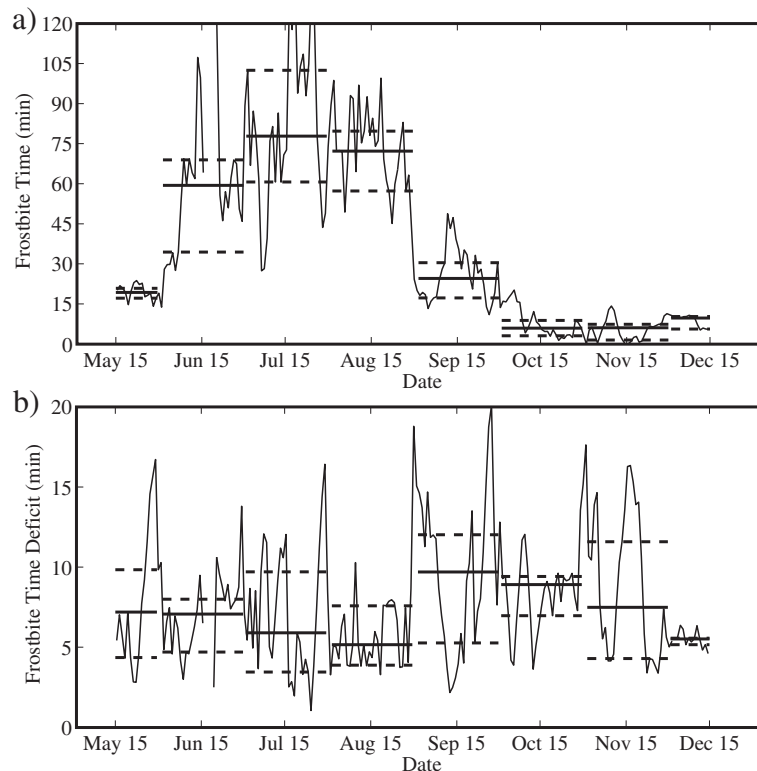 a)
120
105
90
75
60
45
30
15
0
Frostbite Time (min)
May 15 Jun 15 Jul 15 Aug 15 Sep 15 Oct 15 Nov 15 Dec 15
Date
b)
20
15
10
5
0
Frostbite Time Deficit (min)
May 15 Jun 15 Jul 15 Aug 15 Sep 15 Oct 15 Nov 15 Dec 15
Date